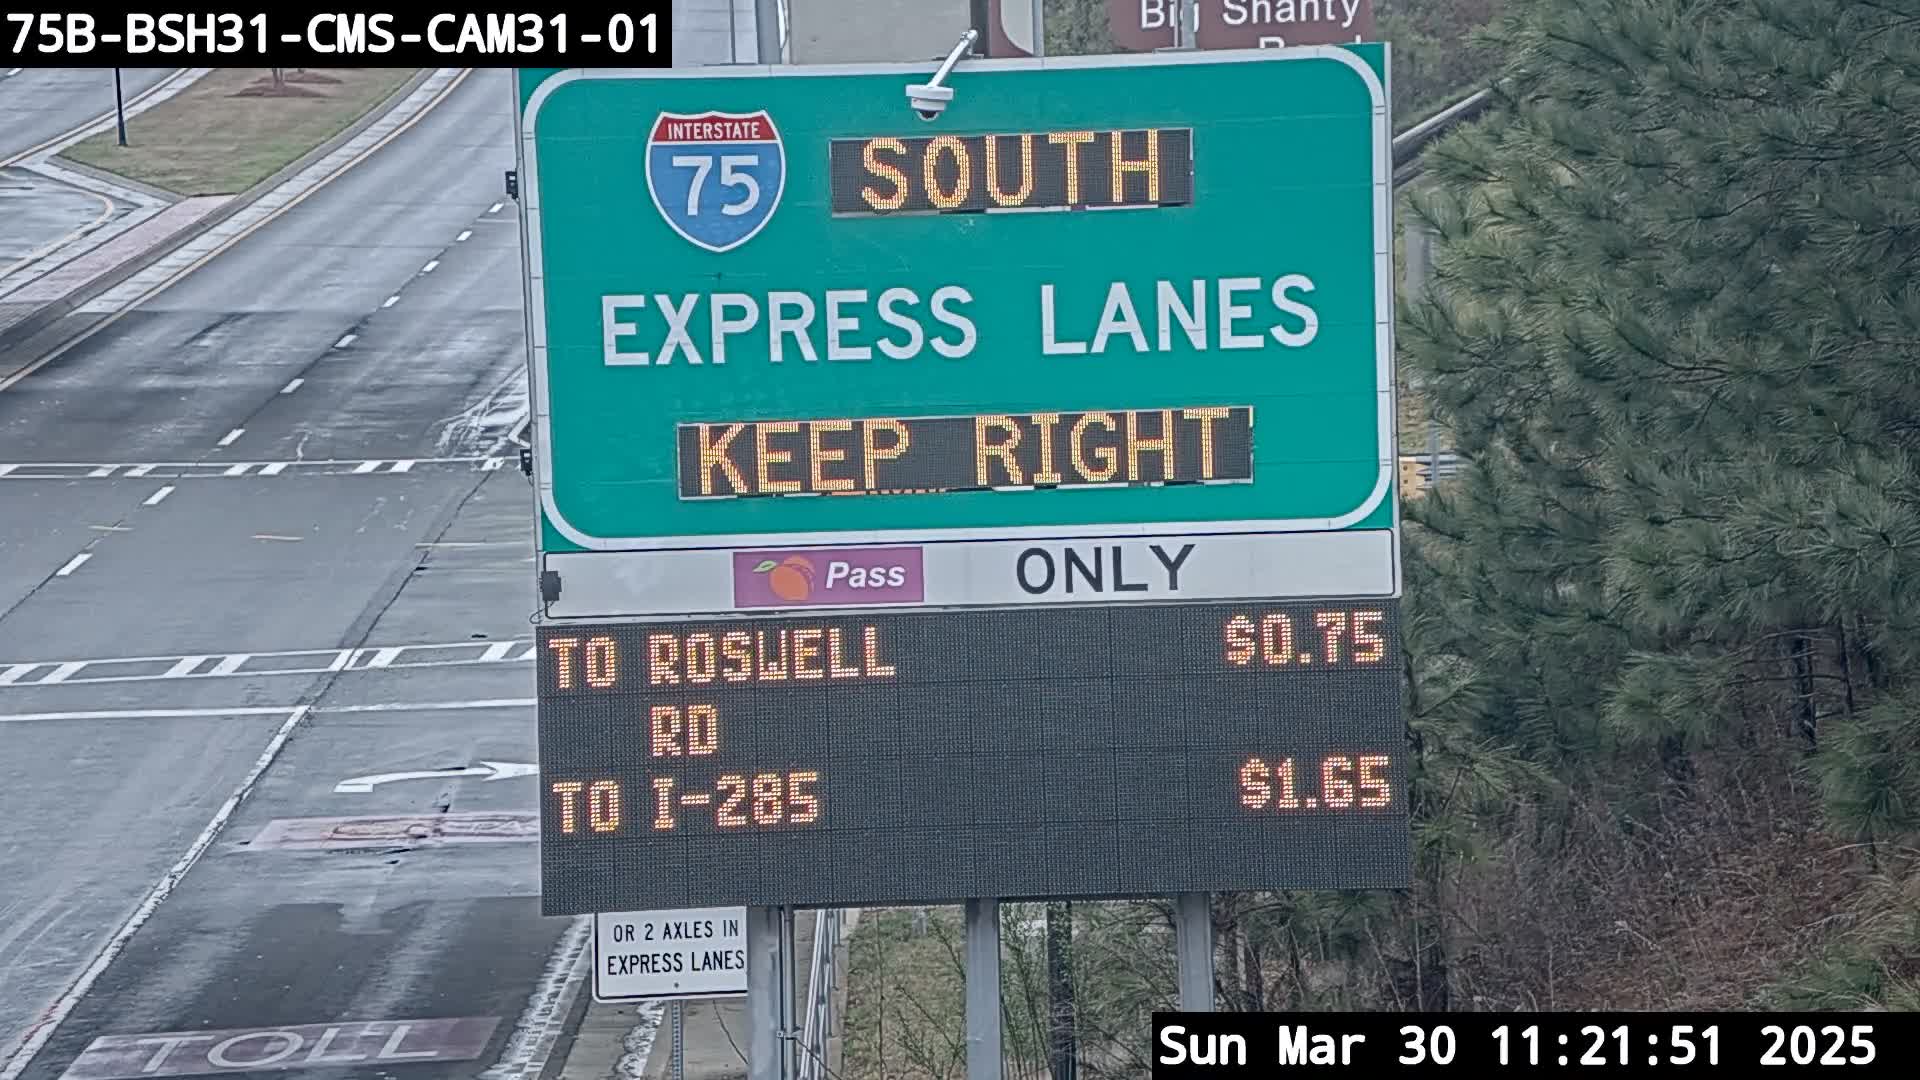 75B-BSH31-CMS-CAM31-01
Big Shanty
INTERSTATE
75
SOUTH
EXPRESS LANES
KEEP RIGHT
Pass
ONLY
TO ROSWELL $0.75
RD
TO I-285 $1.65
OR 2 AXLES IN
EXPRESS LANES
TOLL
Sun Mar 30 11:21:51 2025